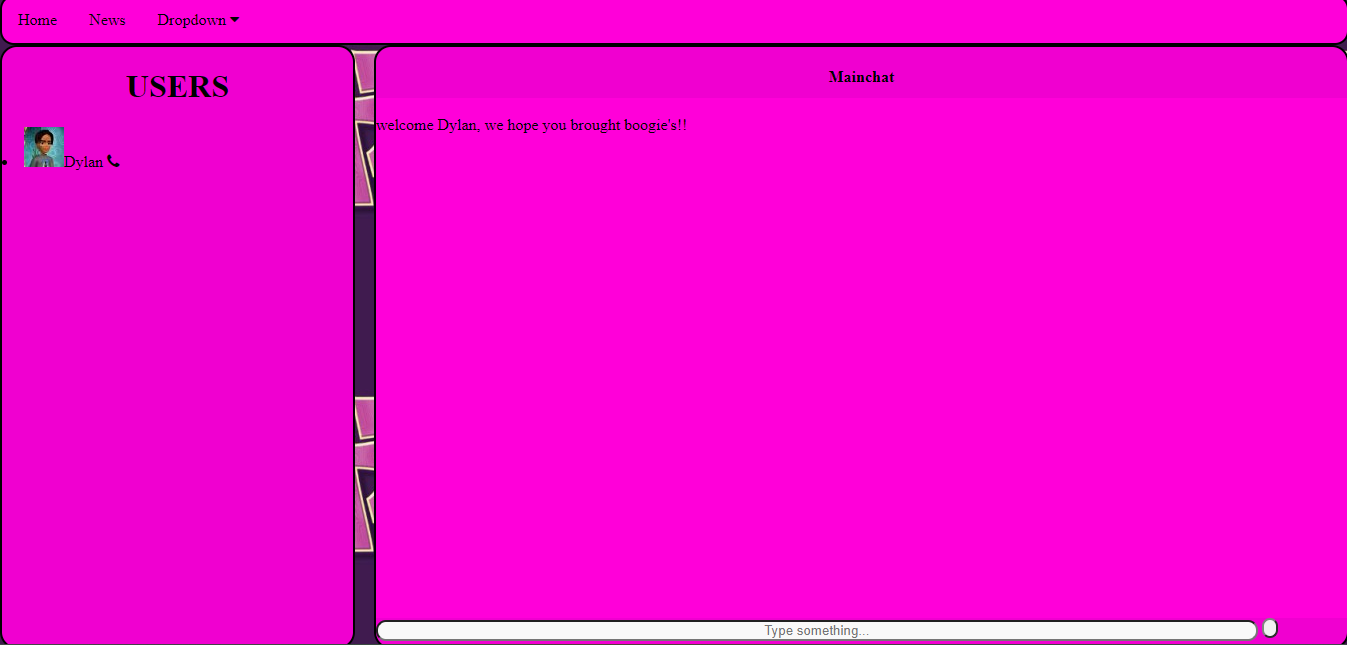 Home News Dropdown
USERS
Dylan
Mainchat
welcome Dylan, we hope you brought boogie's!!
Type something...